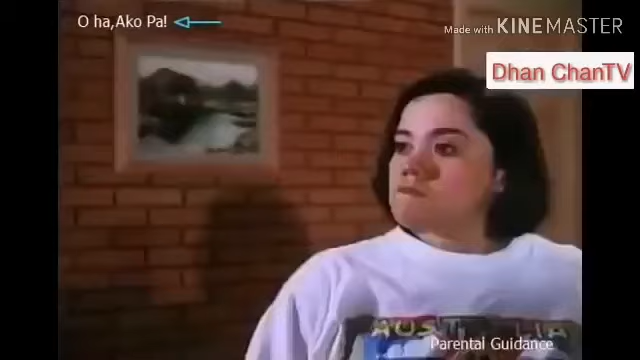 O ha,Ako Pa!
Made with KINEMASTER
Dhan ChanTV
Parental Guidance